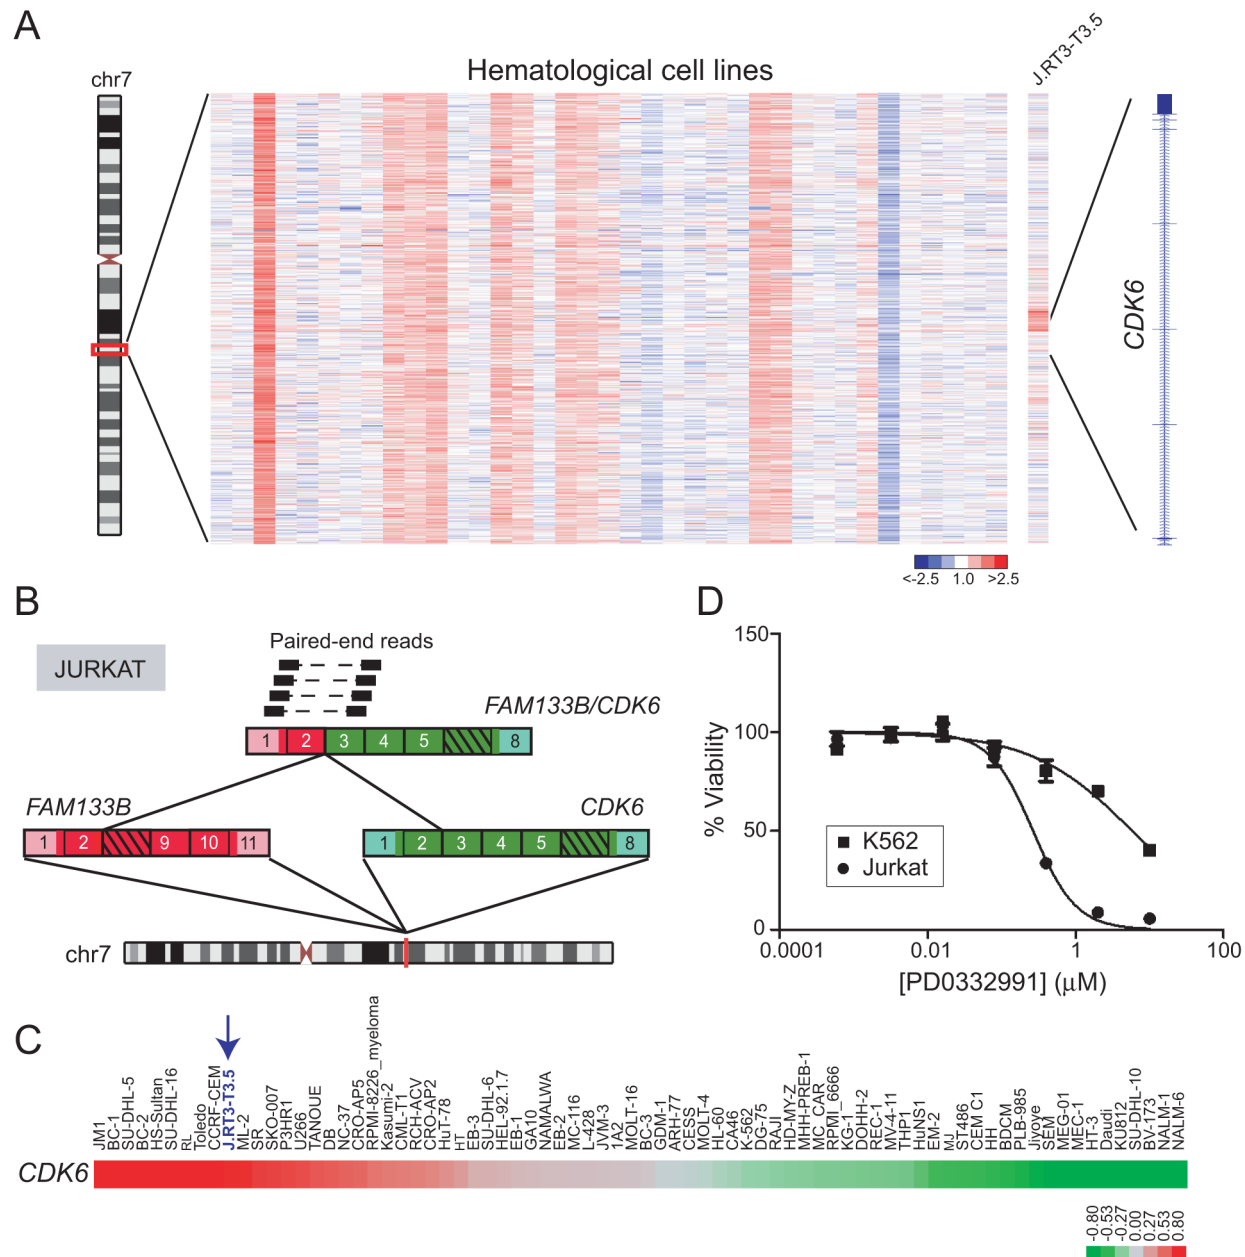 A
chr7
Hematological cell lines
J.RT3-T3.5
CDK6
<-2.5 1.0 >2.5
B
JURKAT
Paired-end reads
FAM133B/CDK6
1 2 3 4 5 8
FAM133B
CDK6
1 2 9 10 11
1 2 3 4 5 8
chr7
D
150
100
50
0
% Viability
K562
Jurkat
0.0001 0.01 1 100
[PD0332991] (μM)
C
JM1
BC-1
SU-DHL-5
BC-2
HS-Sultan
SU-DHL-16
RL
Toledo
CCRF-CEM
J.RT3-T3.5
ML-2
SR
SKO-007
P3HR1
U266
TANOUE
DB
NC-37
CRO-AP5
RPMI-8226_myeloma
Kasumi-2
CML-T1
RCH-ACV
CRO-AP2
HuT-78
HT
EB-3
SU-DHL-6
HEL-92.1.7
EB-1
GA10
NAMALWA
EB-2
MC-116
L-428
JVM-3
1A2
MOLT-16
BC-3
GDM-1
ARH-77
CESS
MOLT-4
HL-60
CA46
K-562
DG-75
RAJI
HD-MY-Z
MHH-PREB-1
MC_CAR
RPMI_6666
KG-1
DOHH-2
REC-1
MV-4-11
THP1
HuNS1
EM-2
MJ
ST486
CEM C1
HH
BDCM
PLB-985
Jiyoye
SEM
MEG-01
MEC-1
HT-3
Daudi
KU812
SU-DHL-10
BV-173
NALM-1
NALM-6
CDK6
-0.80
-0.53
-0.27
0.00
0.27
0.53
0.80